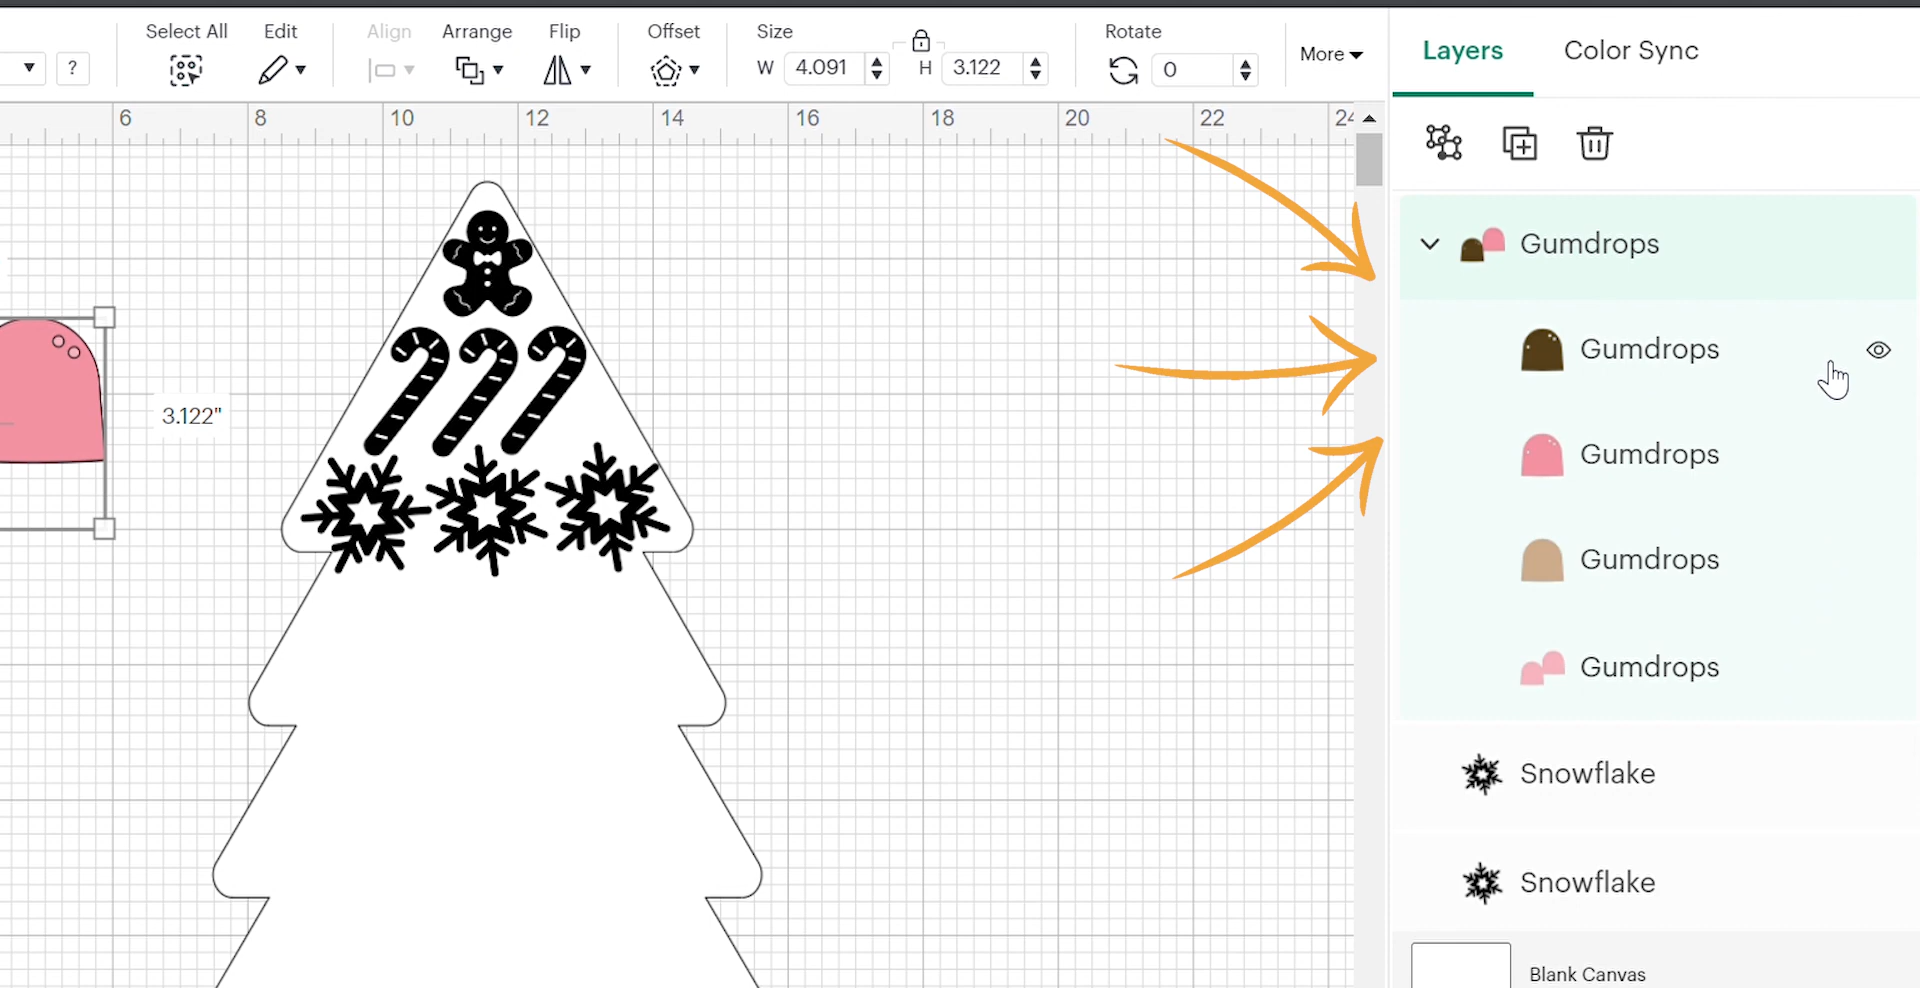 Select All Edit Align Arrange Flip Offset Size Rotate
? W 4.091 H 3.122 0 More
6 8 10 12 14 16 18 20 22 24
3.122"
Layers Color Sync
Gumdrops
Gumdrops
Gumdrops
Gumdrops
Gumdrops
Snowflake
Snowflake
Blank Canvas